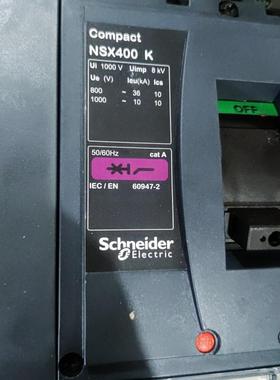 Compact
NSX400 K
Ui 1000 V Uimp 8 kV
Ue (V) Icu(kA) Ics
800 ~ 36 10
1000 ~ 10 10
OFF
50/60Hz cat A
IEC / EN 60947-2
Schneider
Electric